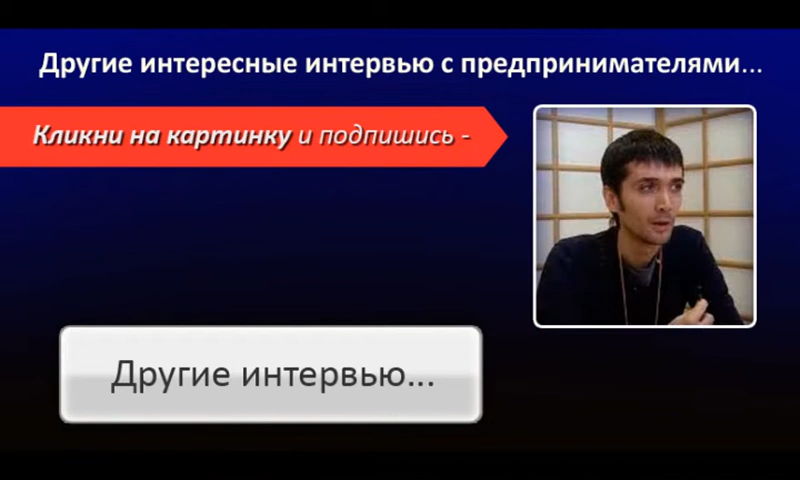 Другие интересные интервью с предпринимателями...
Кликни на картинку и подпишись -
Другие интервью...